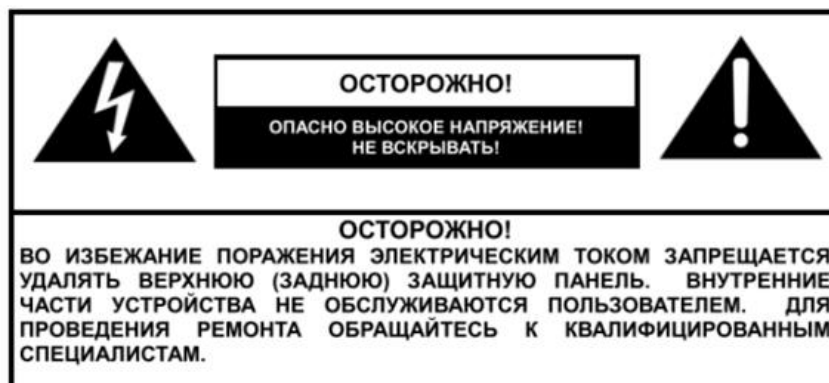 ОСТОРОЖНО!
ОПАСНО ВЫСОКОЕ НАПРЯЖЕНИЕ!
НЕ ВСКРЫВАТЬ!
ОСТОРОЖНО!
ВО ИЗБЕЖАНИЕ ПОРАЖЕНИЯ ЭЛЕКТРИЧЕСКИМ ТОКОМ ЗАПРЕЩАЕТСЯ
УДАЛЯТЬ ВЕРХНЮЮ (ЗАДНЮЮ) ЗАЩИТНУЮ ПАНЕЛЬ. ВНУТРЕННИЕ
ЧАСТИ УСТРОЙСТВА НЕ ОБСЛУЖИВАЮТСЯ ПОЛЬЗОВАТЕЛЕМ. ДЛЯ
ПРОВЕДЕНИЯ РЕМОНТА ОБРАЩАЙТЕСЬ К КВАЛИФИЦИРОВАННЫМ
СПЕЦИАЛИСТАМ.